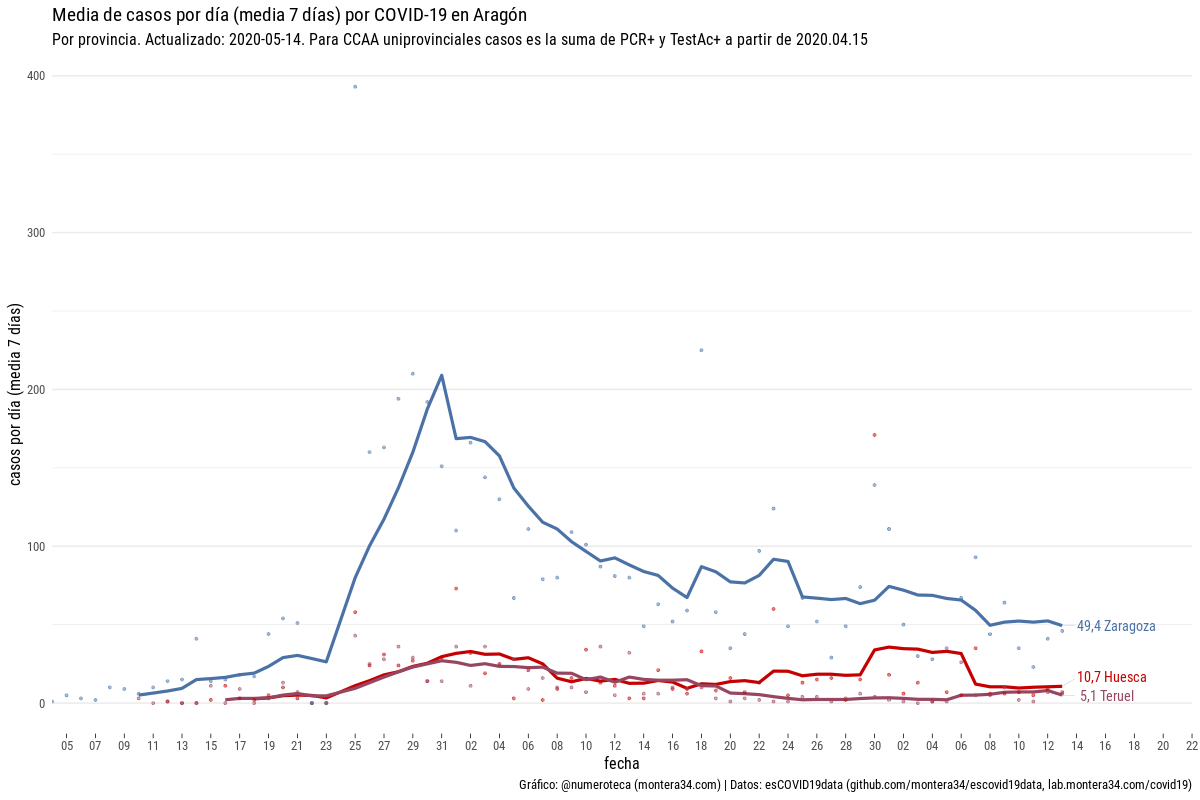 Media de casos por día (media 7 días) por COVID-19 en Aragón
Por provincia. Actualizado: 2020-05-14. Para CCAA uniprovinciales casos es la suma de PCR+ y TestAc+ a partir de 2020.04.15
casos por día (media 7 días)
400
300
200
100
0
49,4 Zaragoza
10,7 Huesca
5,1 Teruel
05 07 09 11 13 15 17 19 21 23 25 27 29 31 02 04 06 08 10 12 14 16 18 20 22 24 26 28 30 02 04 06 08 10 12 14 16 18 20 22
fecha
Gráfico: @numeroteca (montera34.com) | Datos: esCOVID19data (github.com/montera34/escovid19data, lab.montera34.com/covid19)